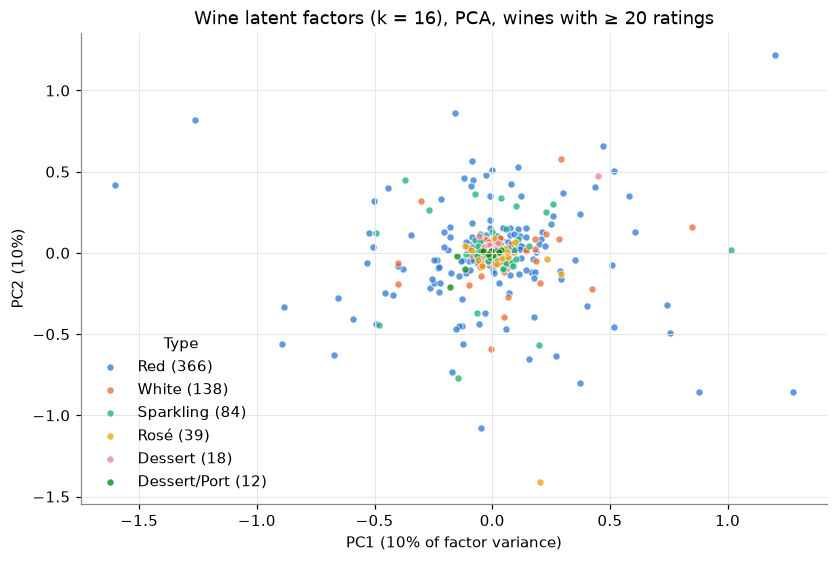 Wine latent factors (k = 16), PCA, wines with ≥ 20 ratings
1.0
0.5
0.0
−0.5
−1.0
−1.5
PC2 (10%)
Type
Red (366)
White (138)
Sparkling (84)
Rosé (39)
Dessert (18)
Dessert/Port (12)
−1.5 −1.0 −0.5 0.0 0.5 1.0
PC1 (10% of factor variance)